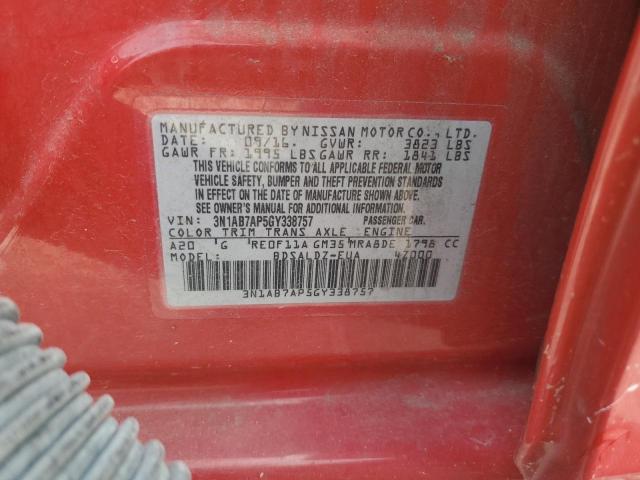 MANUFACTURED BY NISSAN MOTOR CO., LTD.
DATE: 09/16. GVWR: 3823 LBS
GAWR FR: 1995 LBS GAWR RR: 1841 LBS
THIS VEHICLE CONFORMS TO ALL APPLICABLE FEDERAL MOTOR
VEHICLE SAFETY, BUMPER AND THEFT PREVENTION STANDARDS
IN EFFECT ON THE DATE OF MANUFACTURE SHOWN ABOVE.
SEE OWNER'S MANUAL FOR ADDITIONAL INFORMATION.
VIN: 3N1AB7AP5GY338757 PASSENGER CAR.
COLOR TRIM TRANS AXLE ENGINE
A20 G RE0F11A GM35 MRA8DE 1798 CC
MODEL: BDSALDZ-EUA 4Z000
3N1AB7AP5GY338757